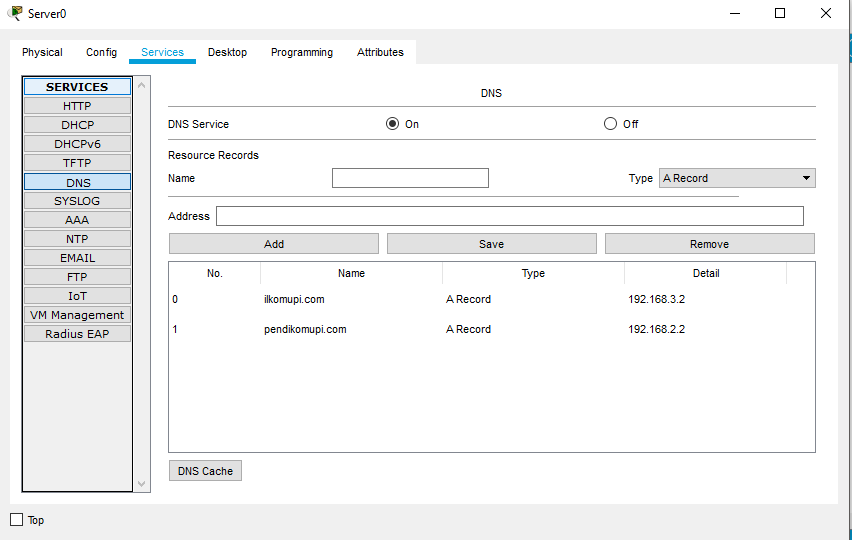 Server0
Physical Config Services Desktop Programming Attributes
SERVICES
HTTP
DHCP
DHCPv6
TFTP
DNS
SYSLOG
AAA
NTP
EMAIL
FTP
IoT
VM Management
Radius EAP
DNS
DNS Service On Off
Resource Records
Name Type A Record
Address
Add Save Remove
No. Name Type Detail
0 ilkomupi.com A Record 192.168.3.2
1 pendikomupi.com A Record 192.168.2.2
DNS Cache
Top